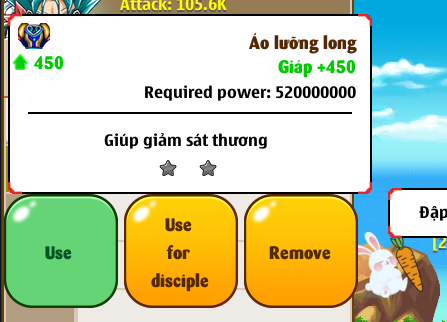 Attack: 105.6K
Áo lưỡng long
450
Giáp +450
Required power: 520000000
Giúp giảm sát thương
Use
Use
for
disciple
Remove
Đập
[2